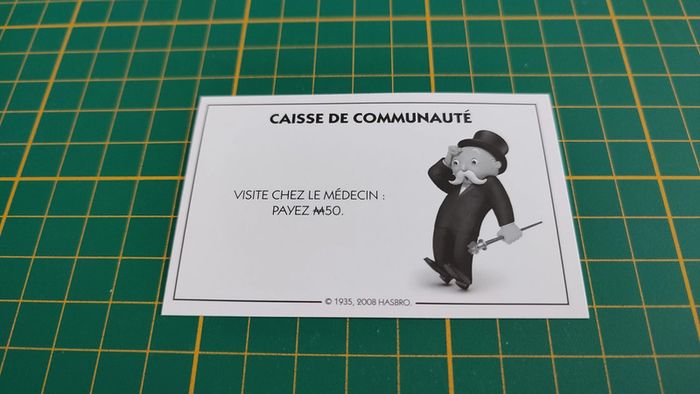 CAISSE DE COMMUNAUTÉ
VISITE CHEZ LE MÉDECIN :
PAYEZ ₩50.
© 1935, 2008 HASBRO.